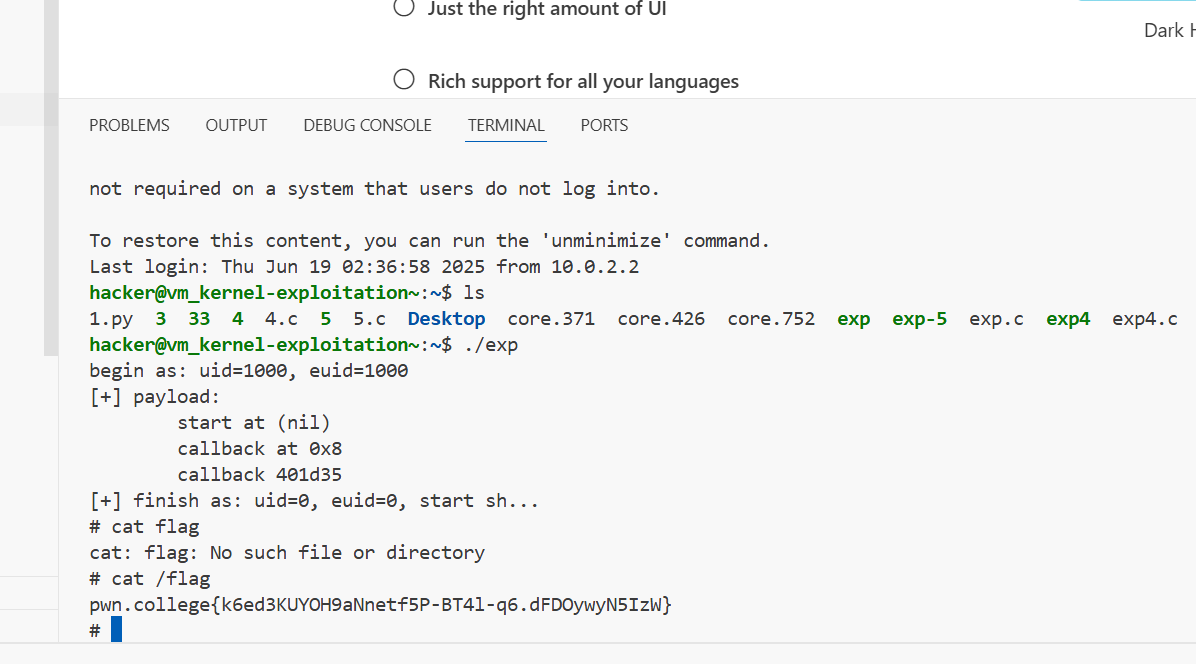 Just the right amount of UI
Dark H
Rich support for all your languages
PROBLEMS OUTPUT DEBUG CONSOLE TERMINAL PORTS
not required on a system that users do not log into.
To restore this content, you can run the 'unminimize' command.
Last login: Thu Jun 19 02:36:58 2025 from 10.0.2.2
hacker@vm_kernel-exploitation~:~$ ls
1.py 3 33 4 4.c 5 5.c Desktop core.371 core.426 core.752 exp exp-5 exp.c exp4 exp4.c
hacker@vm_kernel-exploitation~:~$ ./exp
begin as: uid=1000, euid=1000
[+] payload:
start at (nil)
callback at 0x8
callback 401d35
[+] finish as: uid=0, euid=0, start sh...
# cat flag
cat: flag: No such file or directory
# cat /flag
pwn.college{k6ed3KUYOH9aNnetf5P-BT4l-q6.dFDOywyN5IzW}
#